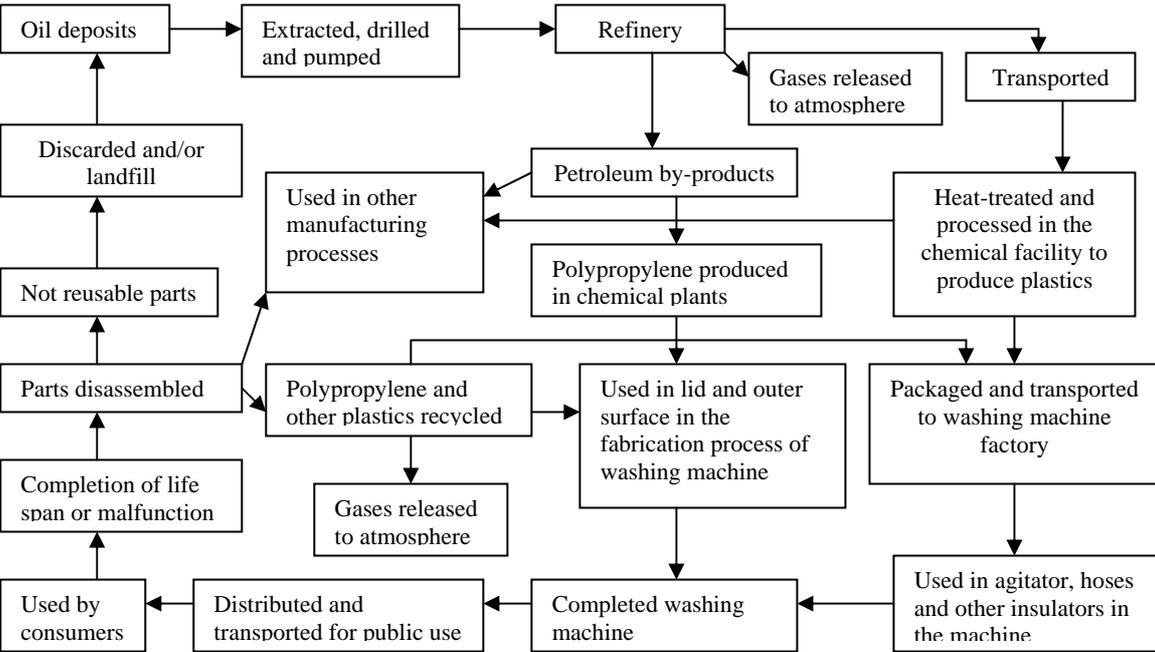 Oil deposits
Extracted, drilled
and pumped
Refinery
Gases released
to atmosphere
Transported
Discarded and/or
landfill
Used in other
manufacturing
processes
Petroleum by-products
Heat-treated and
processed in the
chemical facility to
produce plastics
Not reusable parts
Polypropylene produced
in chemical plants
Parts disassembled
Polypropylene and
other plastics recycled
Used in lid and outer
surface in the
fabrication process of
washing machine
Packaged and transported
to washing machine
factory
Completion of life
span or malfunction
Gases released
to atmosphere
Used by
consumers
Distributed and
transported for public use
Completed washing
machine
Used in agitator, hoses
and other insulators in
the machine